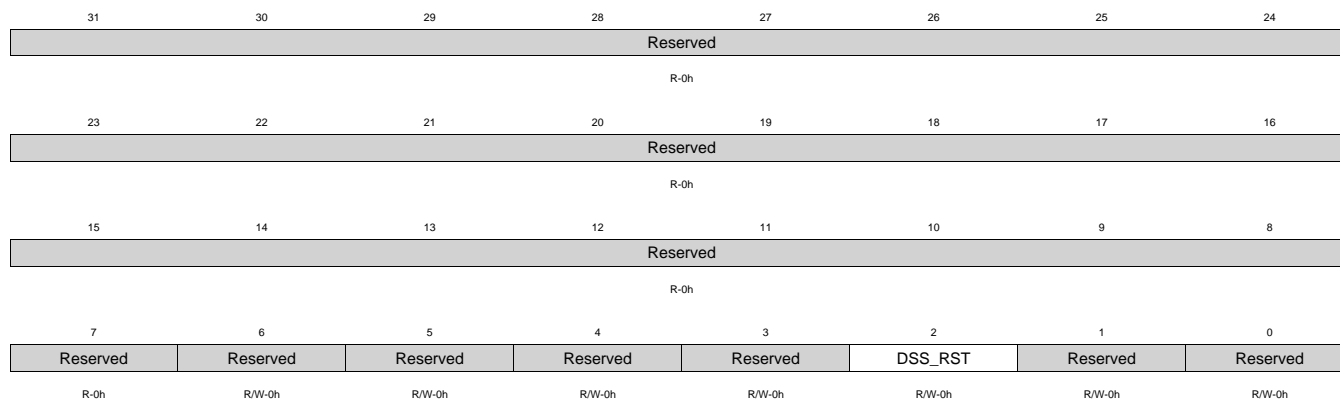 31 30 29 28 27 26 25 24
Reserved
R-0h
23 22 21 20 19 18 17 16
Reserved
R-0h
15 14 13 12 11 10 9 8
Reserved
R-0h
7 6 5 4 3 2 1 0
Reserved Reserved Reserved Reserved Reserved DSS_RST Reserved Reserved
R-0h R/W-0h R/W-0h R/W-0h R/W-0h R/W-0h R/W-0h R/W-0h